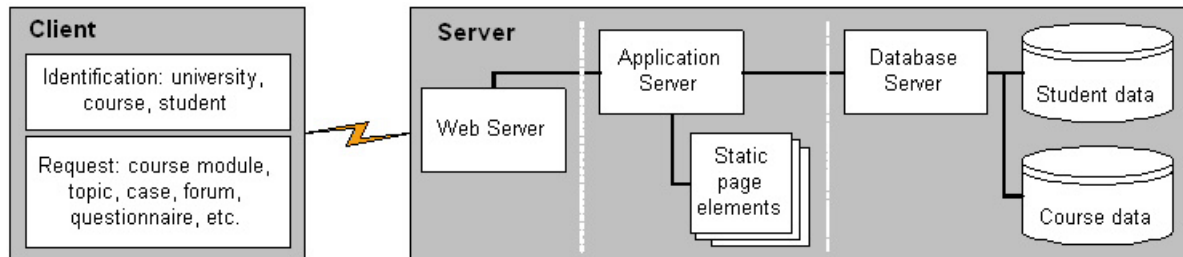 Client
Identification: university,
course, student
Request: course module,
topic, case, forum,
questionnaire, etc.
Server
Web Server
Application
Server
Static
page
elements
Database
Server
Student data
Course data